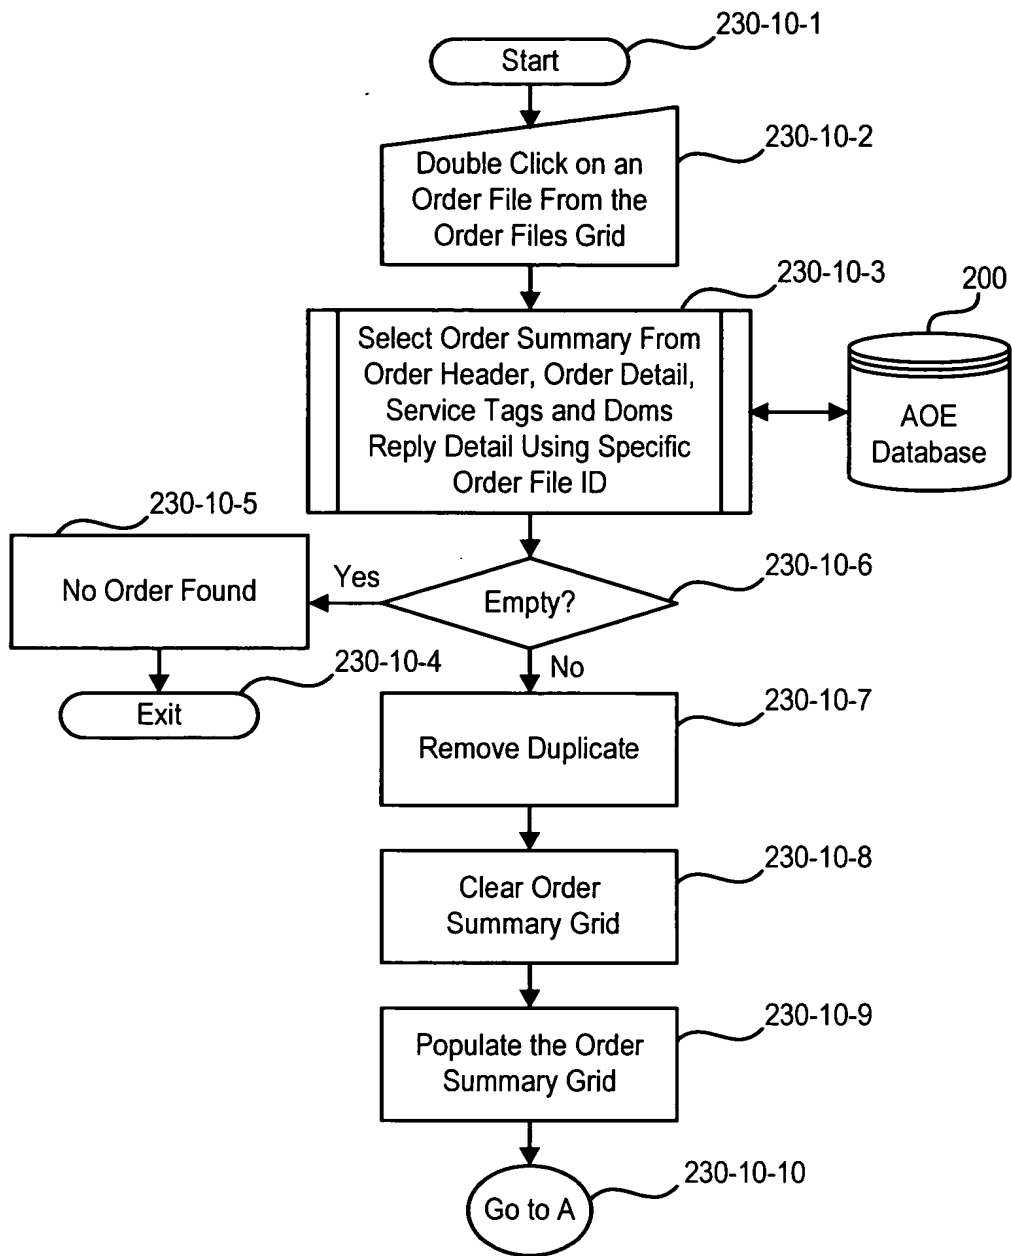 230-10-1
Start
230-10-2
Double Click on an
Order File From the
Order Files Grid
230-10-3
200
Select Order Summary From
Order Header, Order Detail,
Service Tags and Doms
Reply Detail Using Specific
Order File ID
AOE
Database
230-10-5
No Order Found
Yes
Empty?
230-10-6
No
230-10-4
Exit
230-10-7
Remove Duplicate
230-10-8
Clear Order
Summary Grid
230-10-9
Populate the Order
Summary Grid
230-10-10
Go to A